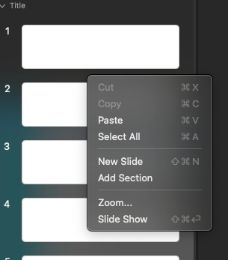 Title
1
2
Cut ⌘ X
Copy ⌘ C
Paste ⌘ V
Select All ⌘ A
3
New Slide ⇧ ⌘ N
Add Section
4
Zoom...
Slide Show ⇧ ⌘ ↩